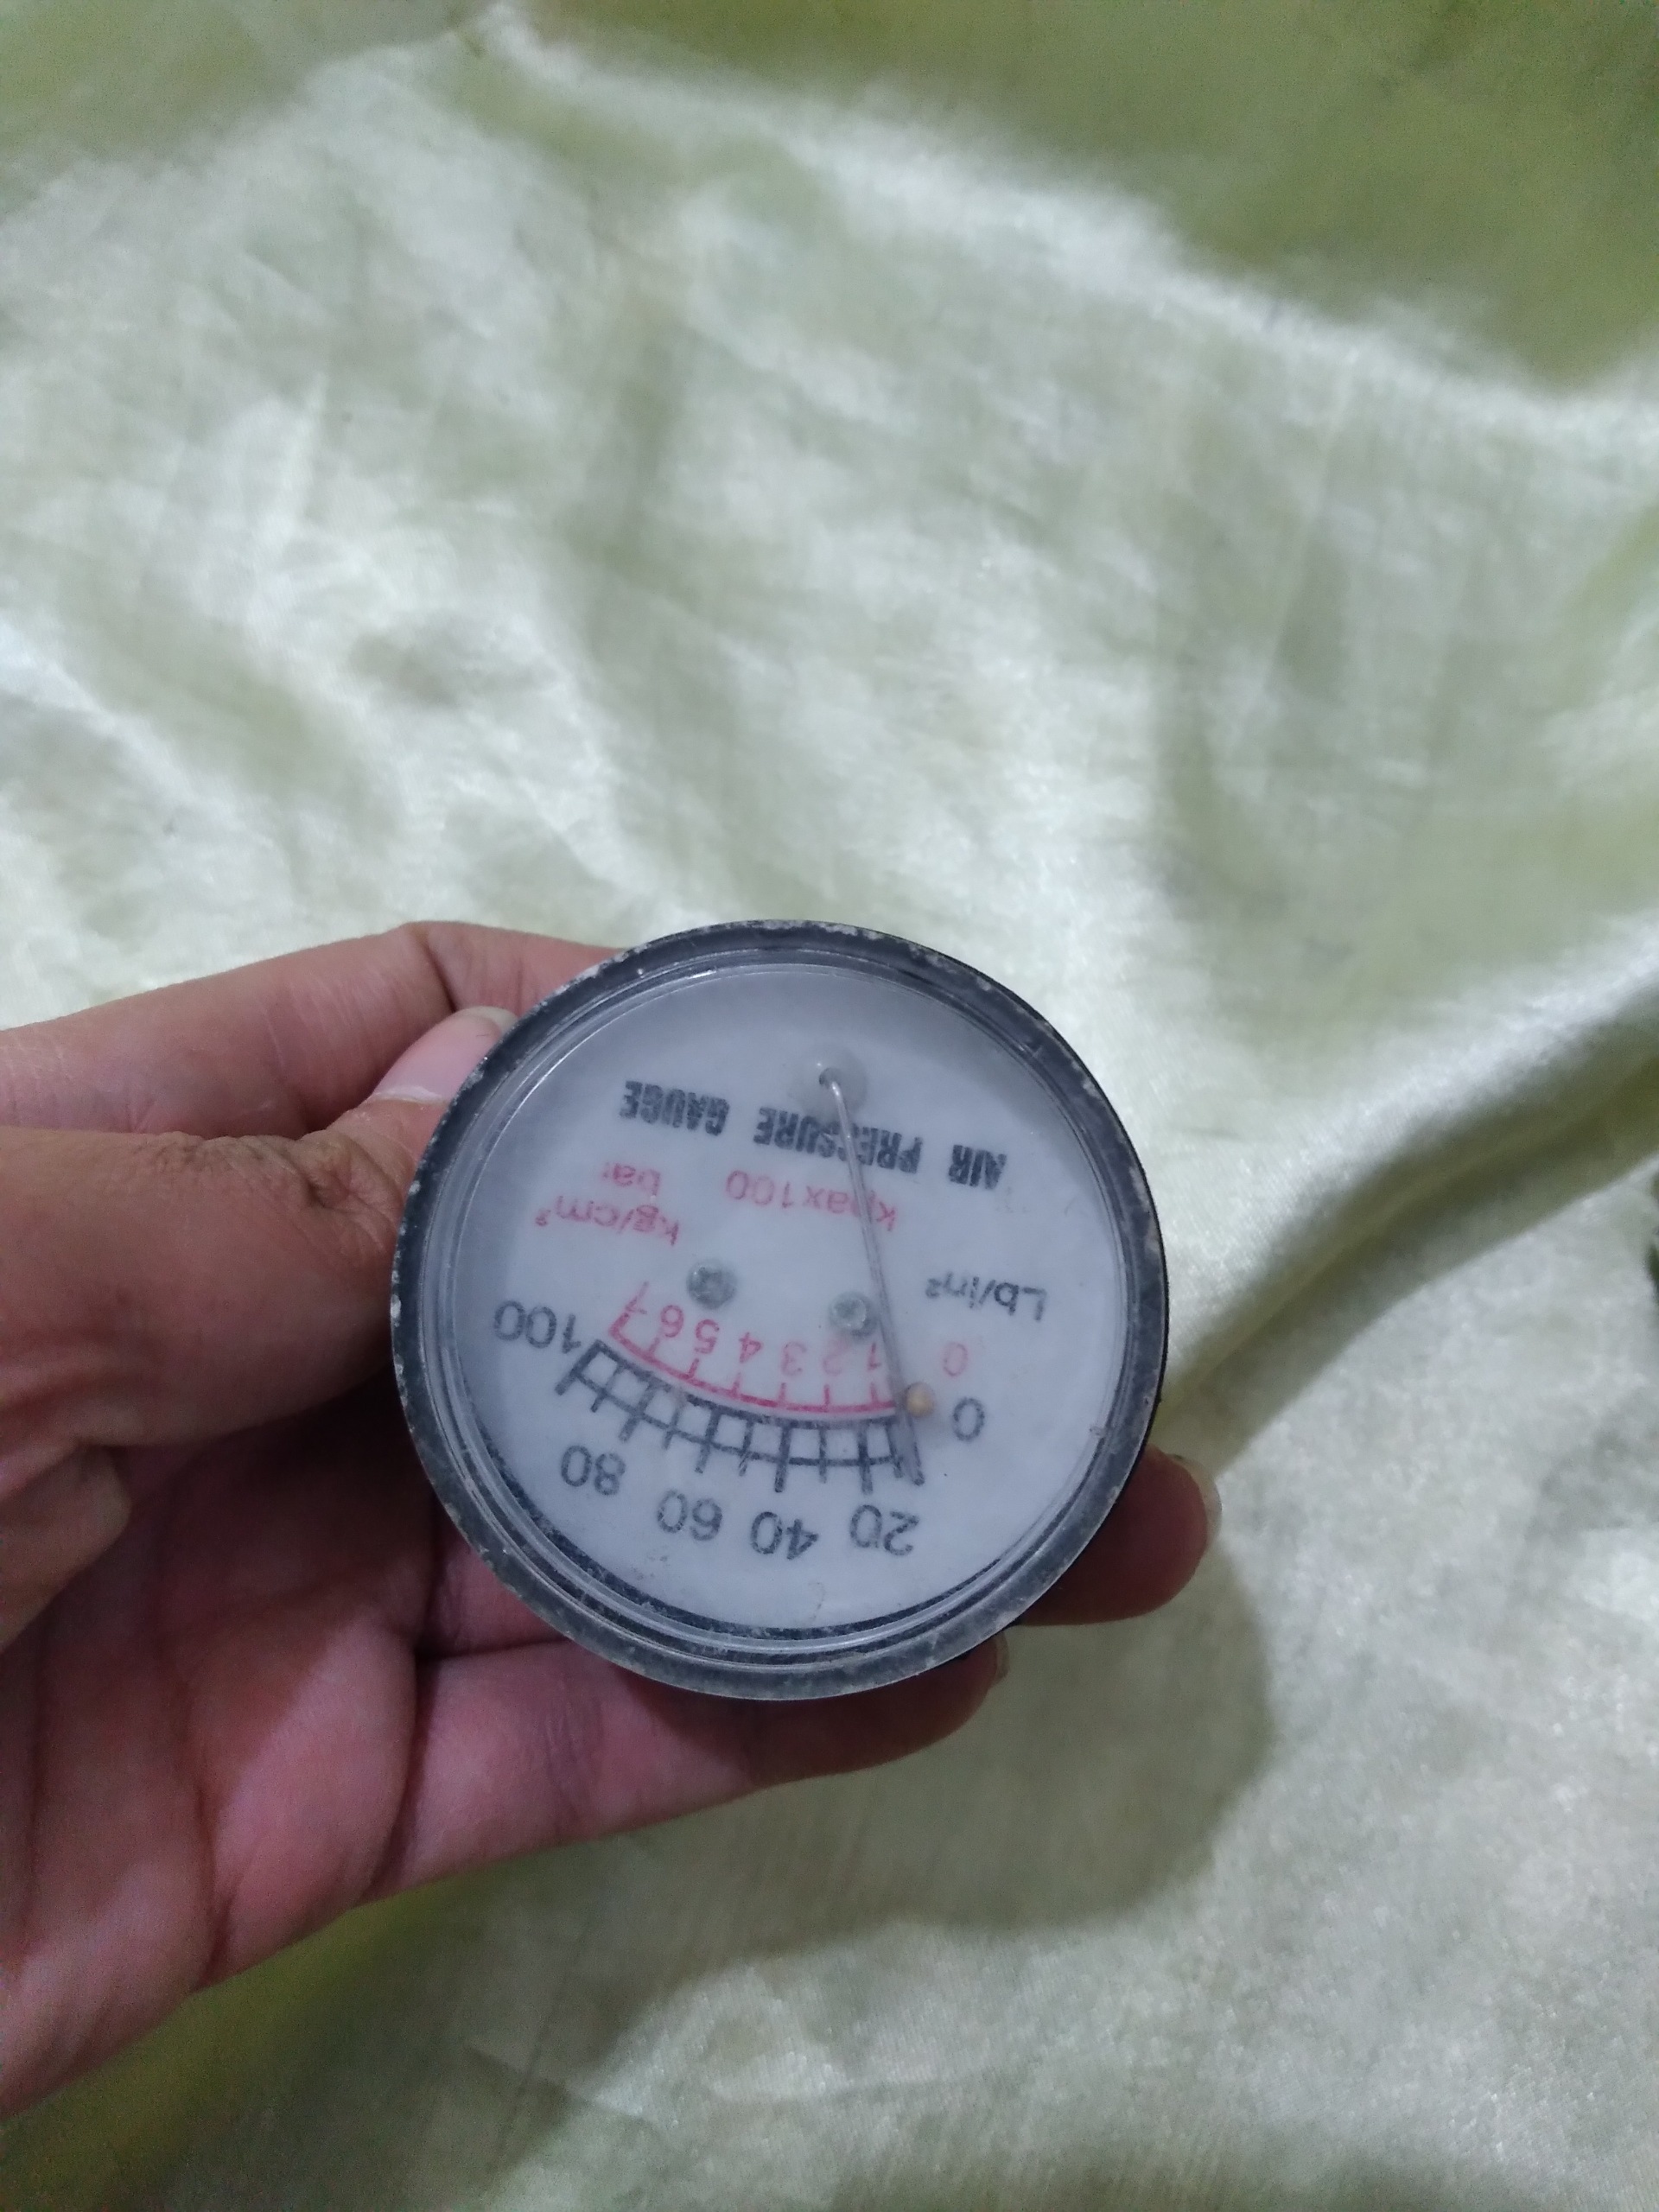 0 20 40 60 80 100
0 1 2 3 4 5 6 7
Lb/in²
kg/cm²
kpax100 bar
AIR PRESSURE GAUGE